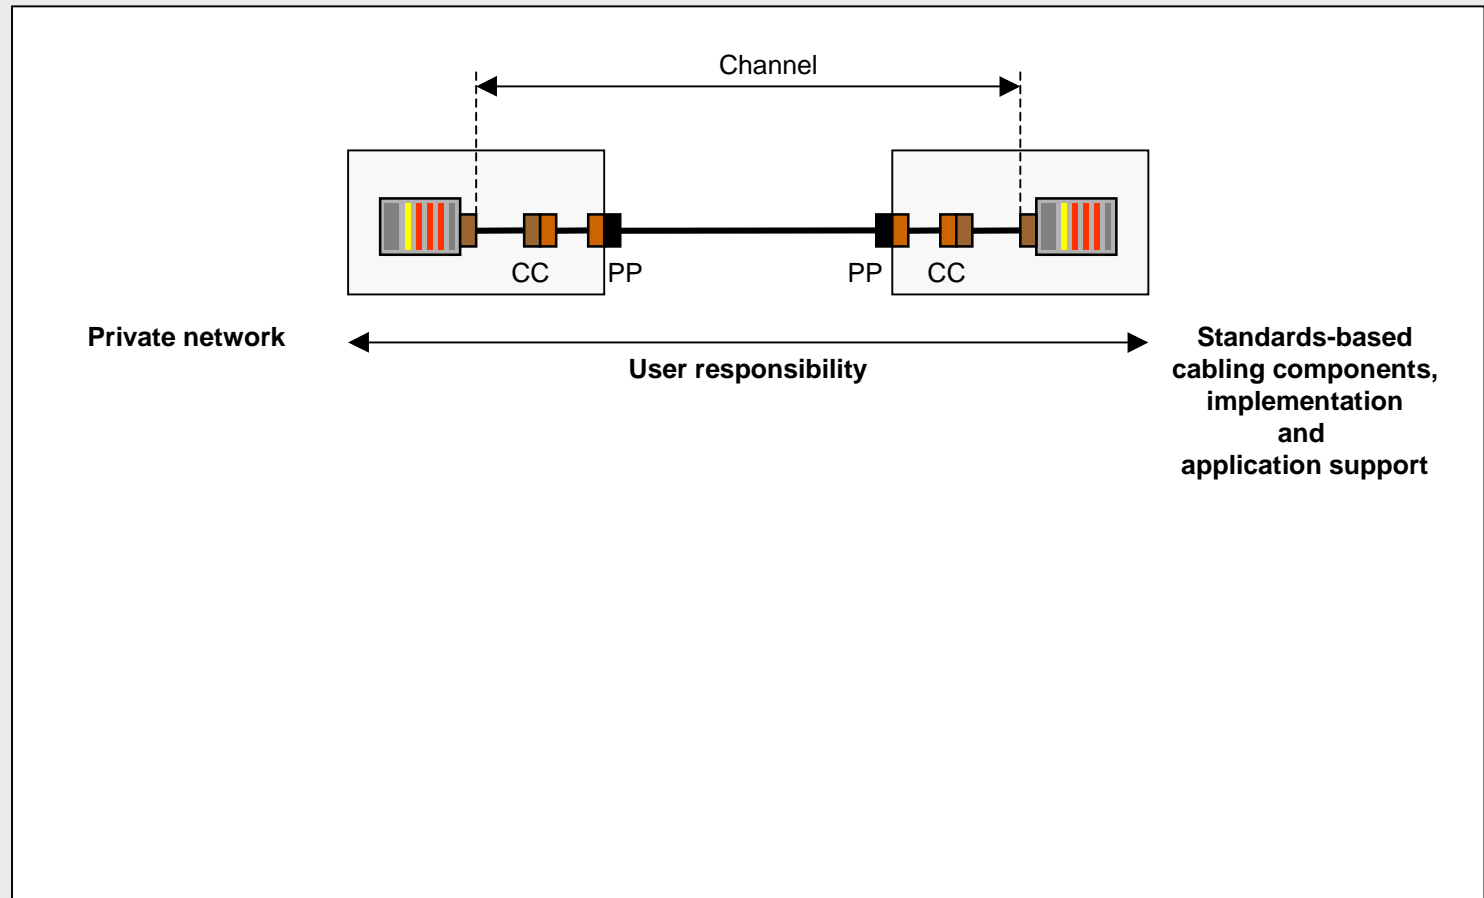 Channel
CC
PP
PP
CC
Private network
User responsibility
Standards-based
cabling components,
implementation
and
application support